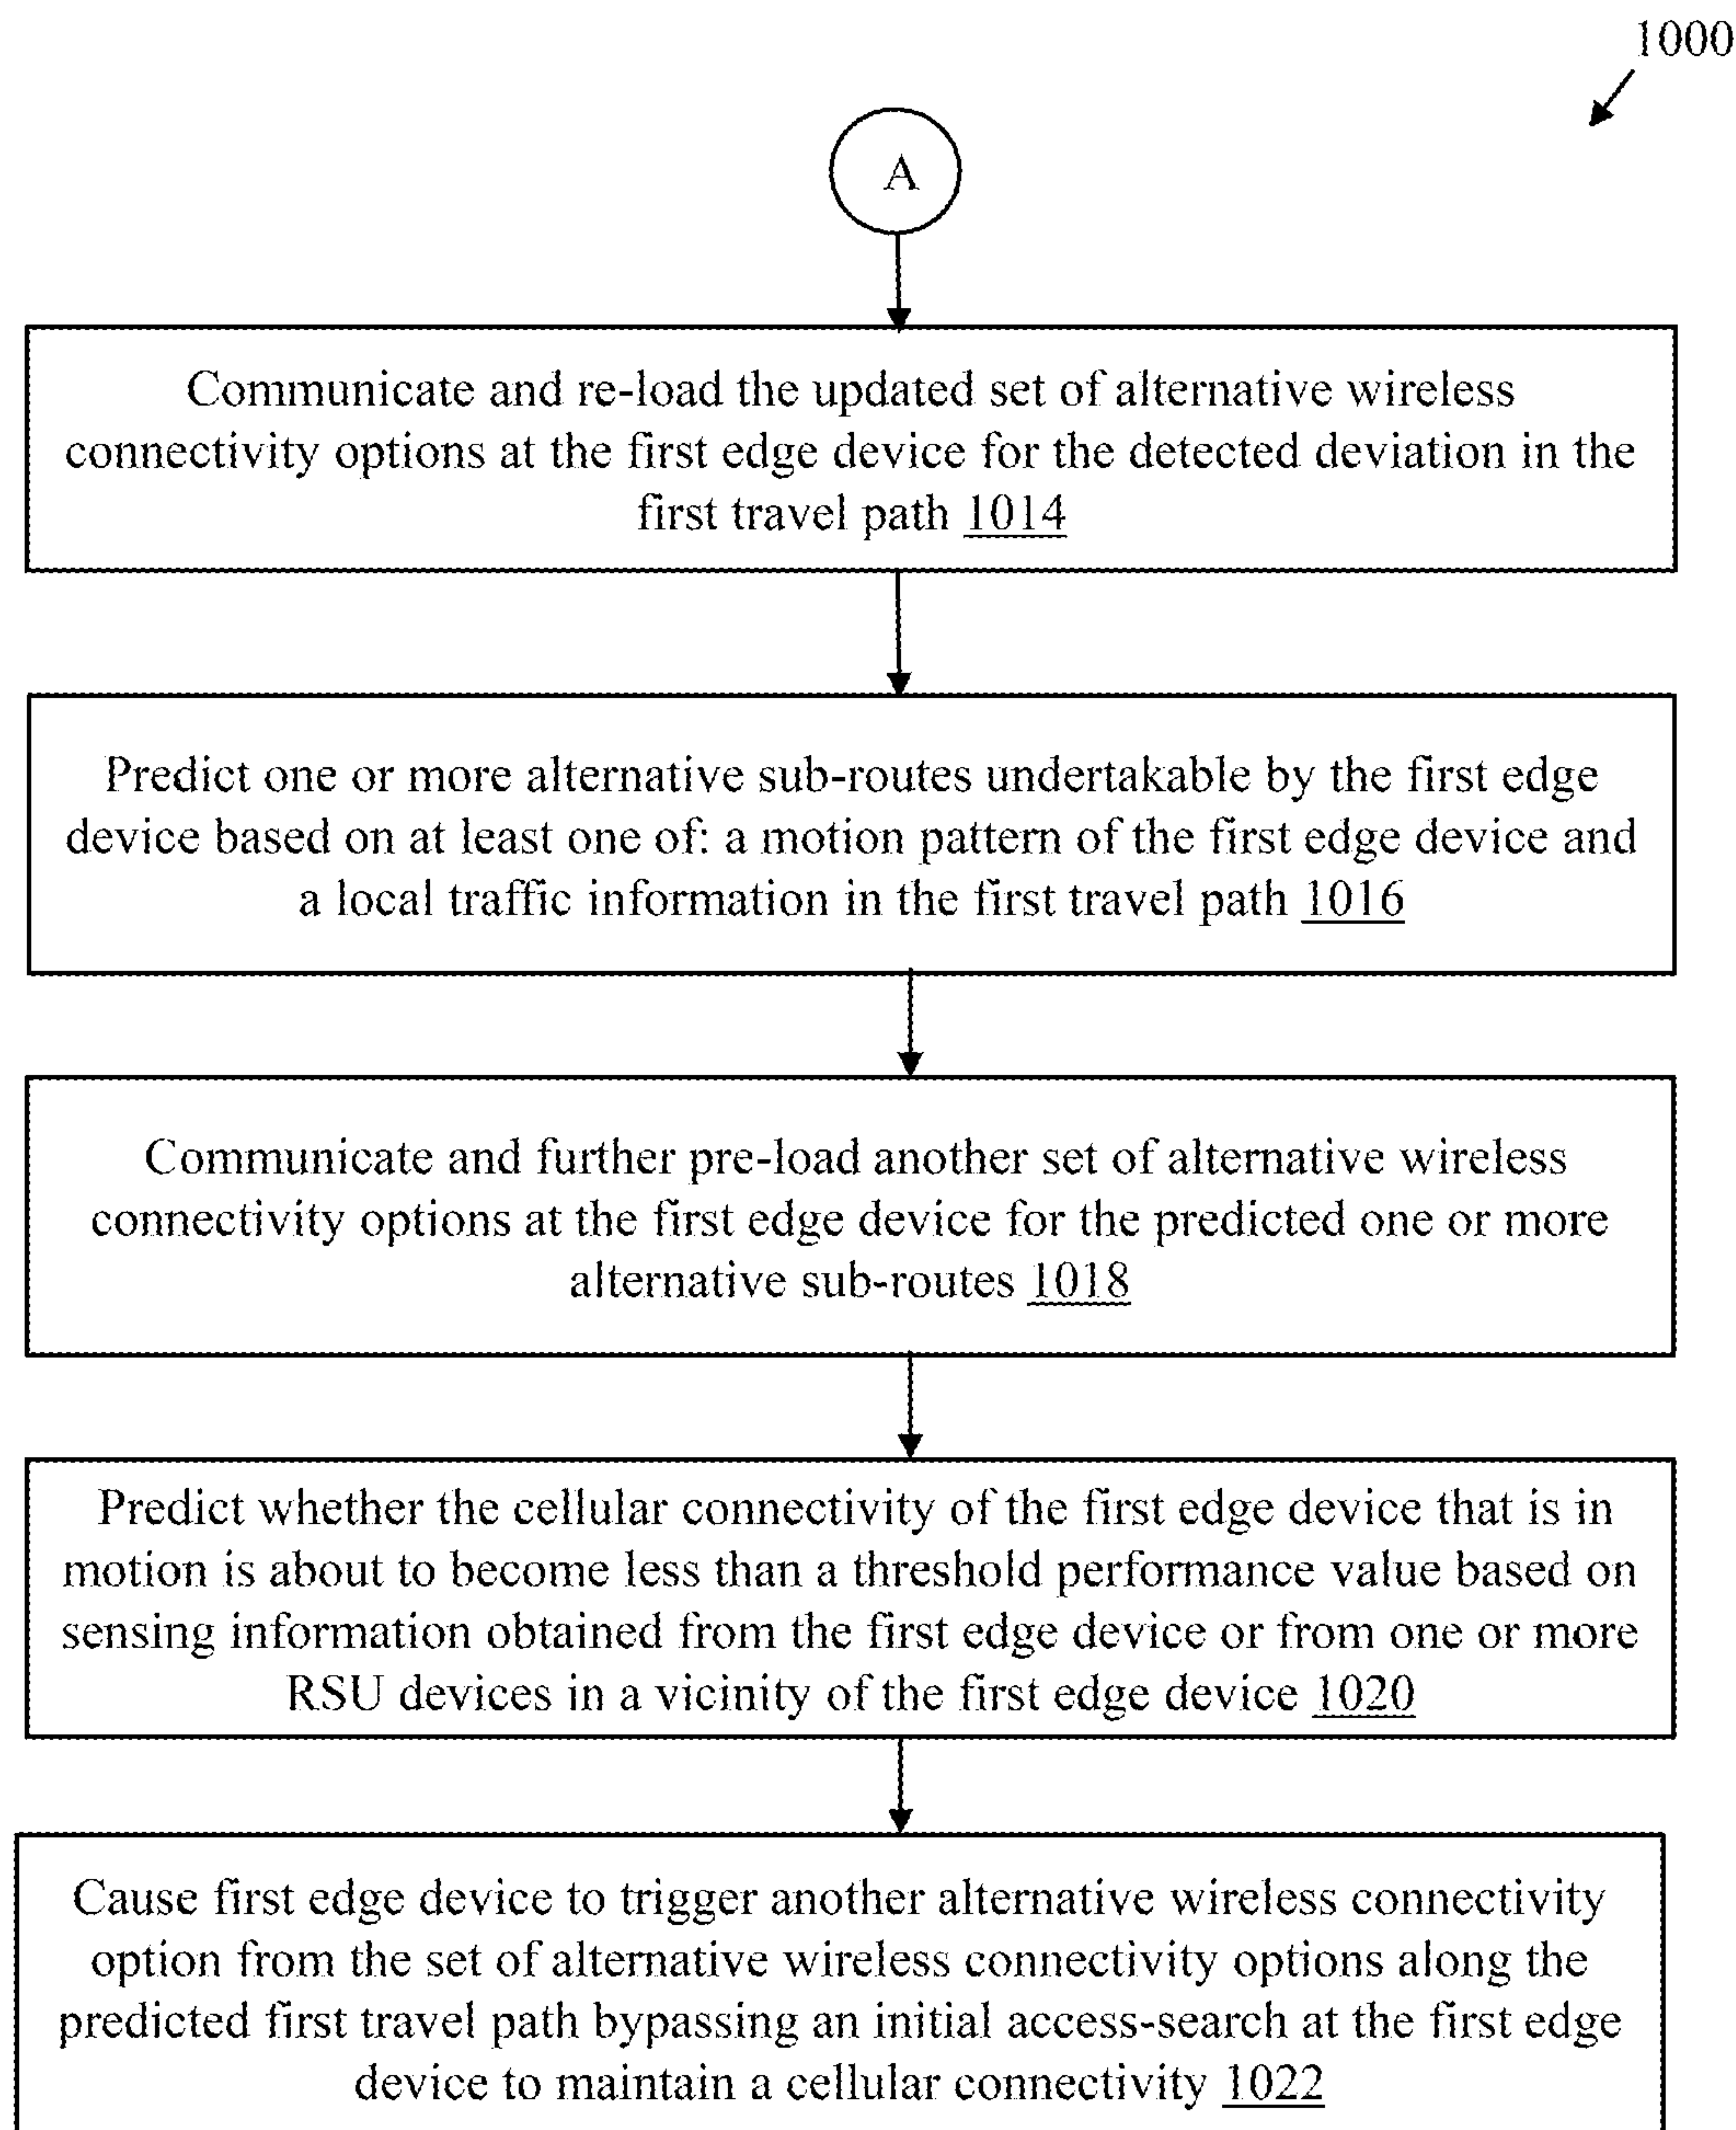 1000
A
Communicate and re-load the updated set of alternative wireless
connectivity options at the first edge device for the detected deviation in the
first travel path 1014
Predict one or more alternative sub-routes undertakable by the first edge
device based on at least one of: a motion pattern of the first edge device and
a local traffic information in the first travel path 1016
Communicate and further pre-load another set of alternative wireless
connectivity options at the first edge device for the predicted one or more
alternative sub-routes 1018
Predict whether the cellular connectivity of the first edge device that is in
motion is about to become less than a threshold performance value based on
sensing information obtained from the first edge device or from one or more
RSU devices in a vicinity of the first edge device 1020
Cause first edge device to trigger another alternative wireless connectivity
option from the set of alternative wireless connectivity options along the
predicted first travel path bypassing an initial access-search at the first edge
device to maintain a cellular connectivity 1022